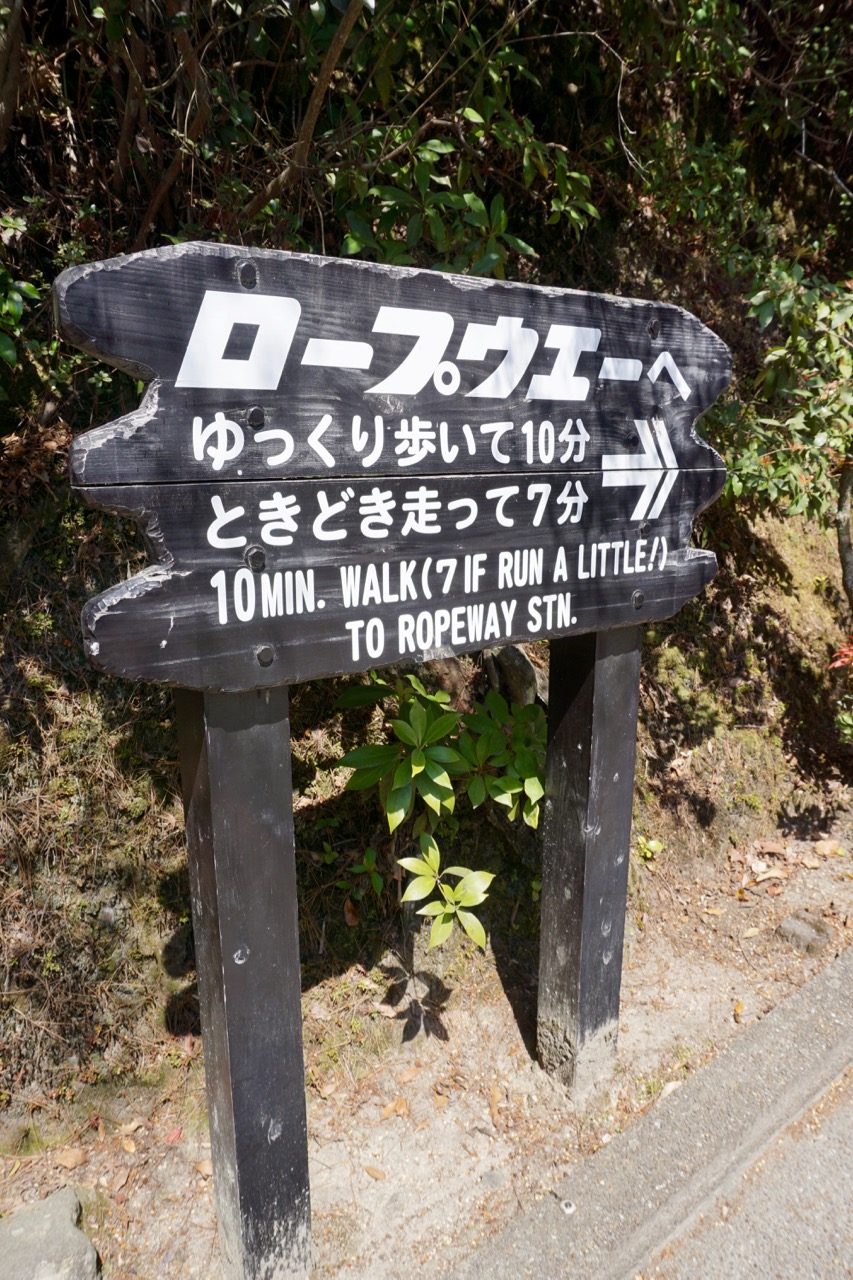 ロープウエーへ
ゆっくり歩いて10分
ときどき走って7分
10MIN. WALK(7 IF RUN A LITTLE!)
TO ROPEWAY STN.